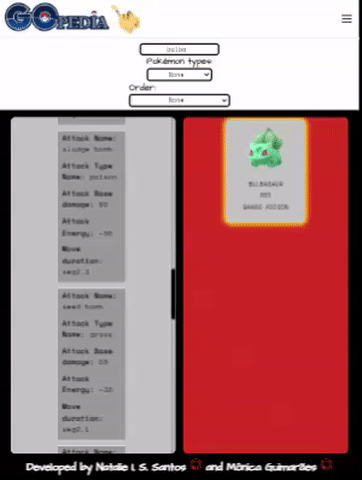 GOPEDIA
bulba
Pokémon types:
None
Order:
None
Attack Name:
sludge bomb
Attack Type
Name: poison
Attack Base
damage: 80
Attack
Energy: -50
Move
duration:
seg2.3
Attack Name:
seed bomb
Attack Type
Name: grass
Attack Base
damage:
Attack
Energy:
Move
duration:
seg2.1
Attack Name:
BULBASAUR
001
GRASS POISON
Developed by Natalie I. S. Santos and Mônica Guimarães